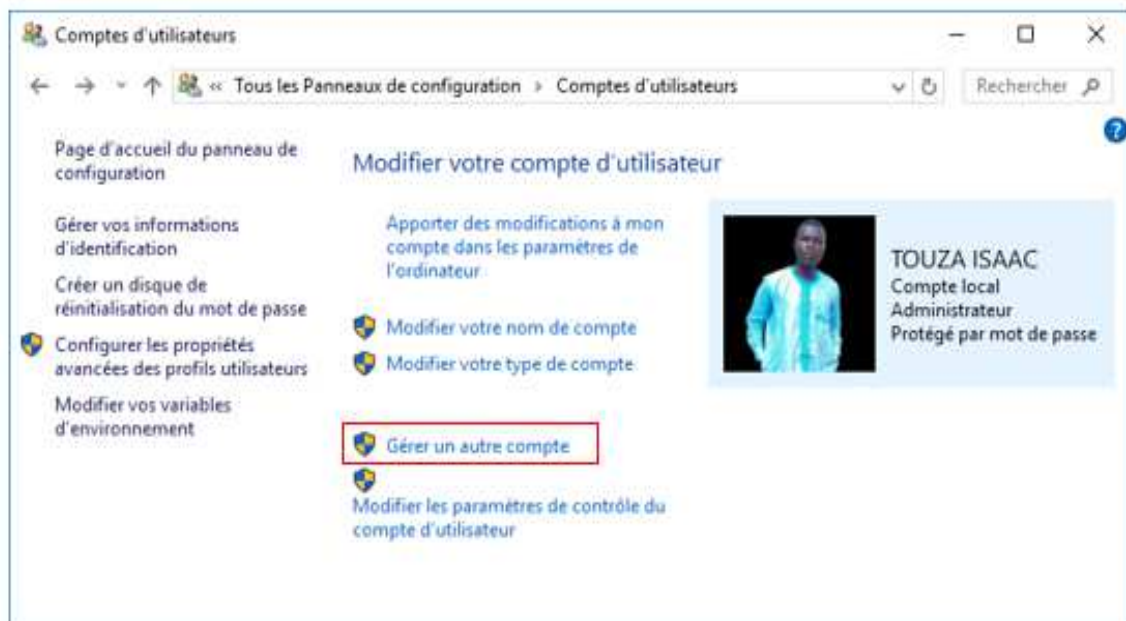 Comptes d'utilisateurs
« Tous les Panneaux de configuration > Comptes d'utilisateurs
Rechercher
?
Page d'accueil du panneau de
configuration
Gérer vos informations
d'identification
Créer un disque de
réinitialisation du mot de passe
Configurer les propriétés
avancées des profils utilisateurs
Modifier vos variables
d'environnement
Modifier votre compte d'utilisateur
Apporter des modifications à mon
compte dans les paramètres de
l'ordinateur
Modifier votre nom de compte
Modifier votre type de compte
Gérer un autre compte
Modifier les paramètres de contrôle du
compte d'utilisateur
TOUZA ISAAC
Compte local
Administrateur
Protégé par mot de passe